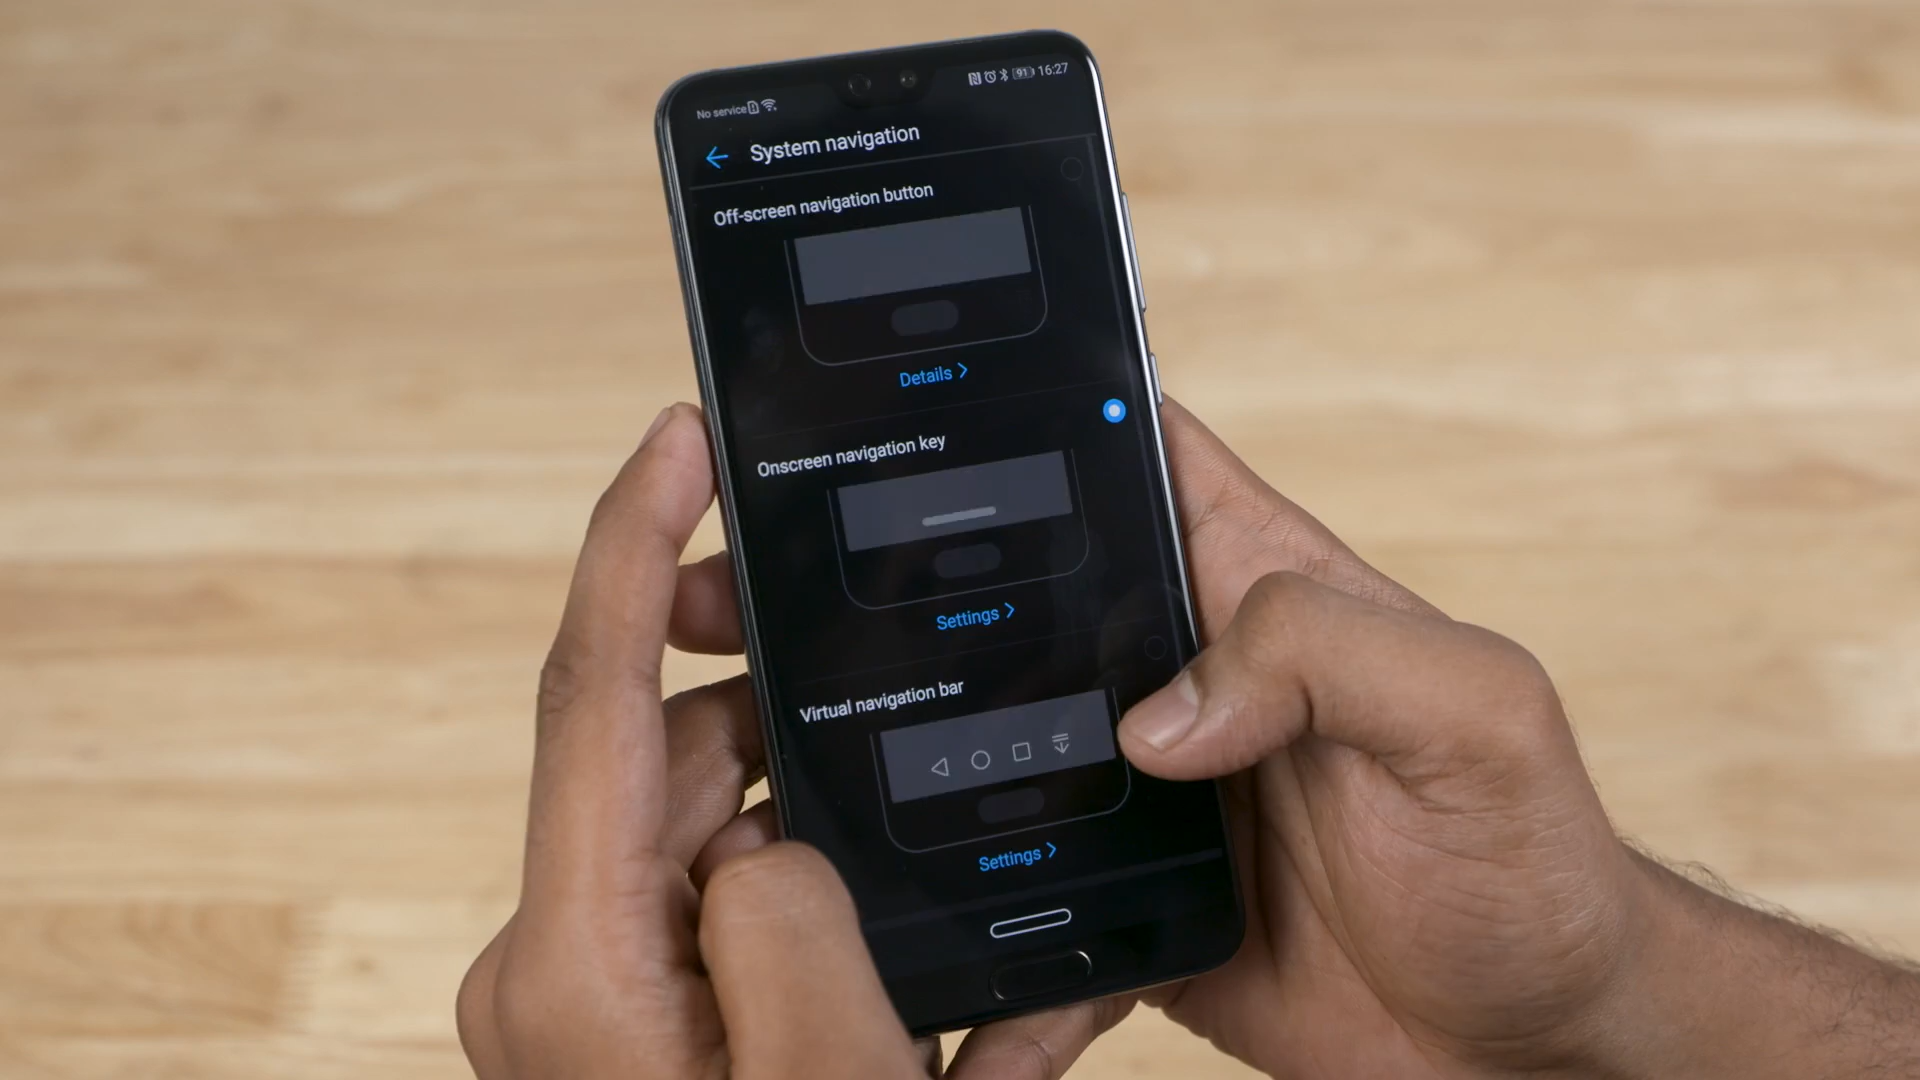 No service
91 16:27
System navigation
Off-screen navigation button
Details
Onscreen navigation key
Settings
Virtual navigation bar
Settings